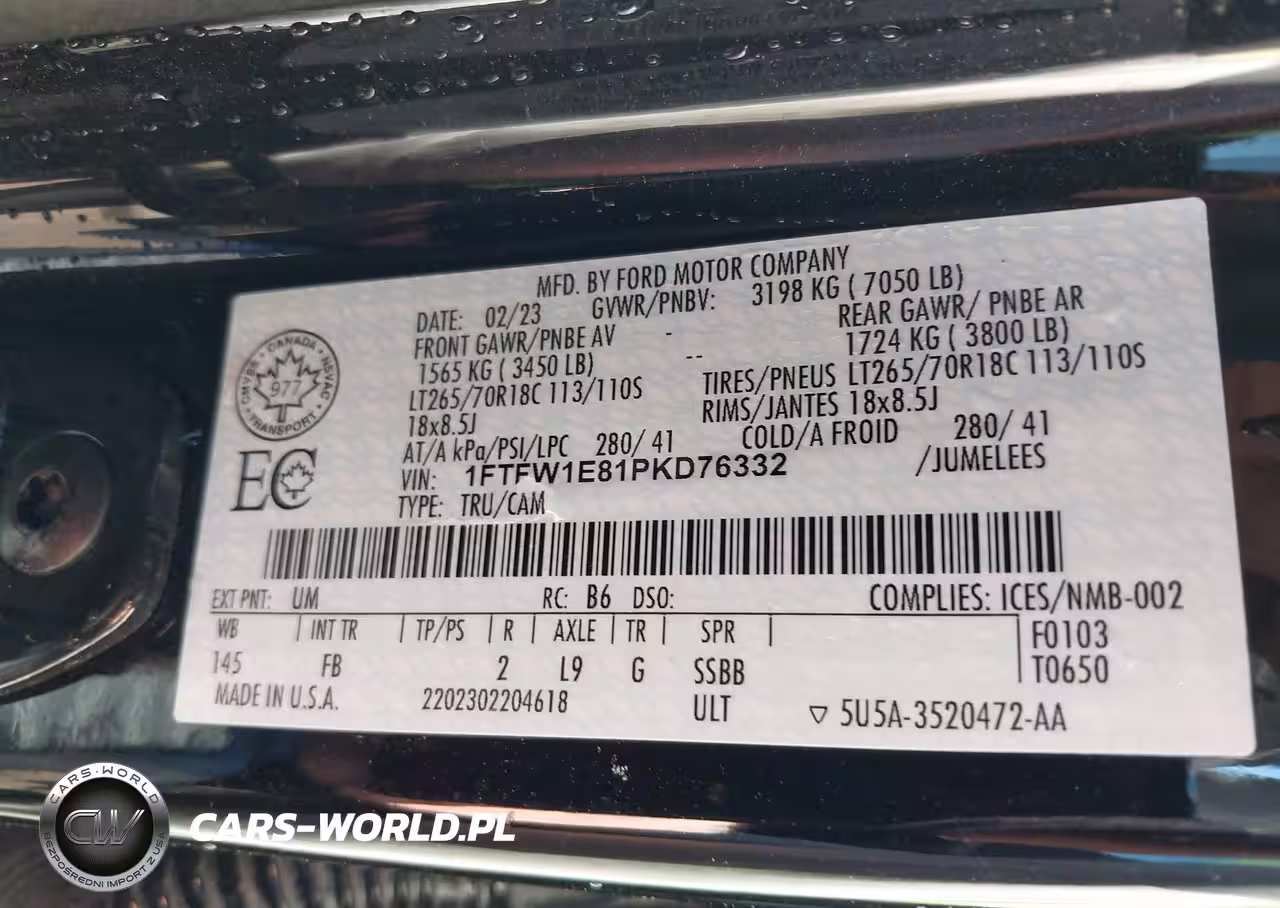 MFD. BY FORD MOTOR COMPANY
DATE: 02/23 GVWR/PNBV: 3198 KG ( 7050 LB)
FRONT GAWR/PNBE AV - REAR GAWR/ PNBE AR
1565 KG ( 3450 LB) -- 1724 KG ( 3800 LB)
LT265/70R18C 113/110S TIRES/PNEUS LT265/70R18C 113/110S
18x8.5J RIMS/JANTES 18x8.5J
AT/A kPa/PSI/LPC 280/ 41 COLD/A FROID 280/ 41
VIN: 1FTFW1E81PKD76332 /JUMELEES
TYPE: TRU/CAM
CANADA
CMVSS
NSVAC
977
TRANSPORT
EC
EXT PNT: UM RC: B6 DSO: COMPLIES: ICES/NMB-002
WB | INT TR | TP/PS | R | AXLE | TR | SPR | F0103
145 FB 2 L9 G SSBB T0650
MADE IN U.S.A. 2202302204618 ULT ▽ 5U5A-3520472-AA
CARS-WORLD
CW
BEZPOŚREDNI IMPORT Z USA
CARS-WORLD.PL